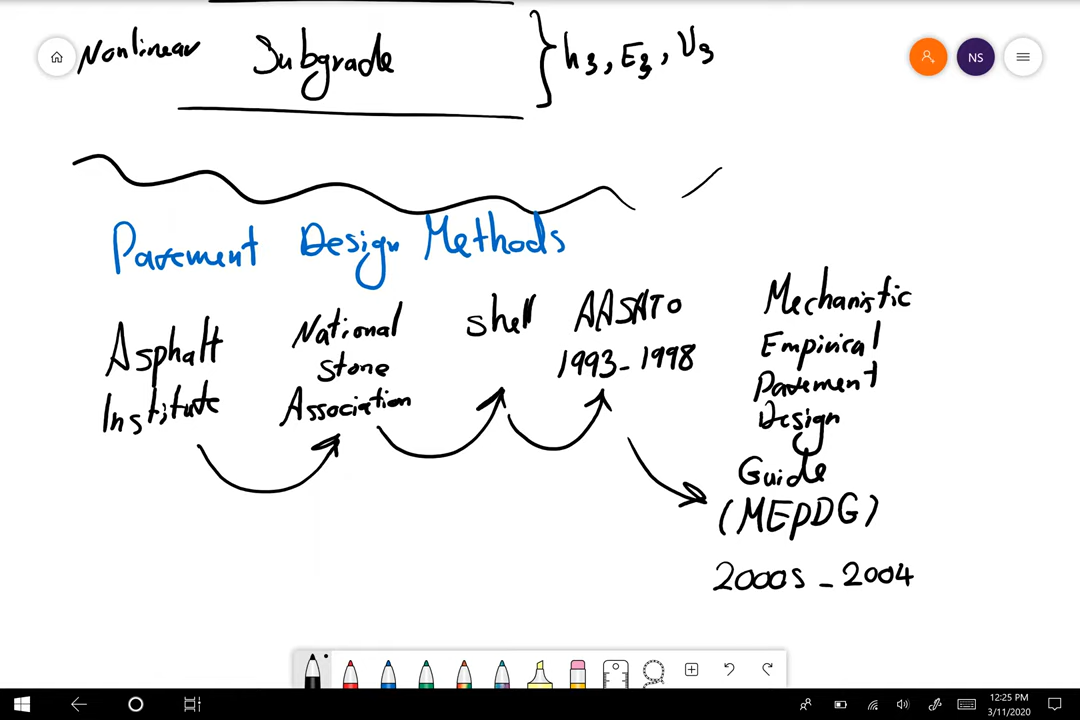 Nonlinear Subgrade } h3, E3, ν3
NS
Pavement Design Methods
Asphalt
Institute
National
Stone
Association
shell
AASATO
1993-1998
Mechanistic
Empirical
Pavement
Design
Guide
(MEPDG)
2000s - 2004
12:25 PM
3/11/2020